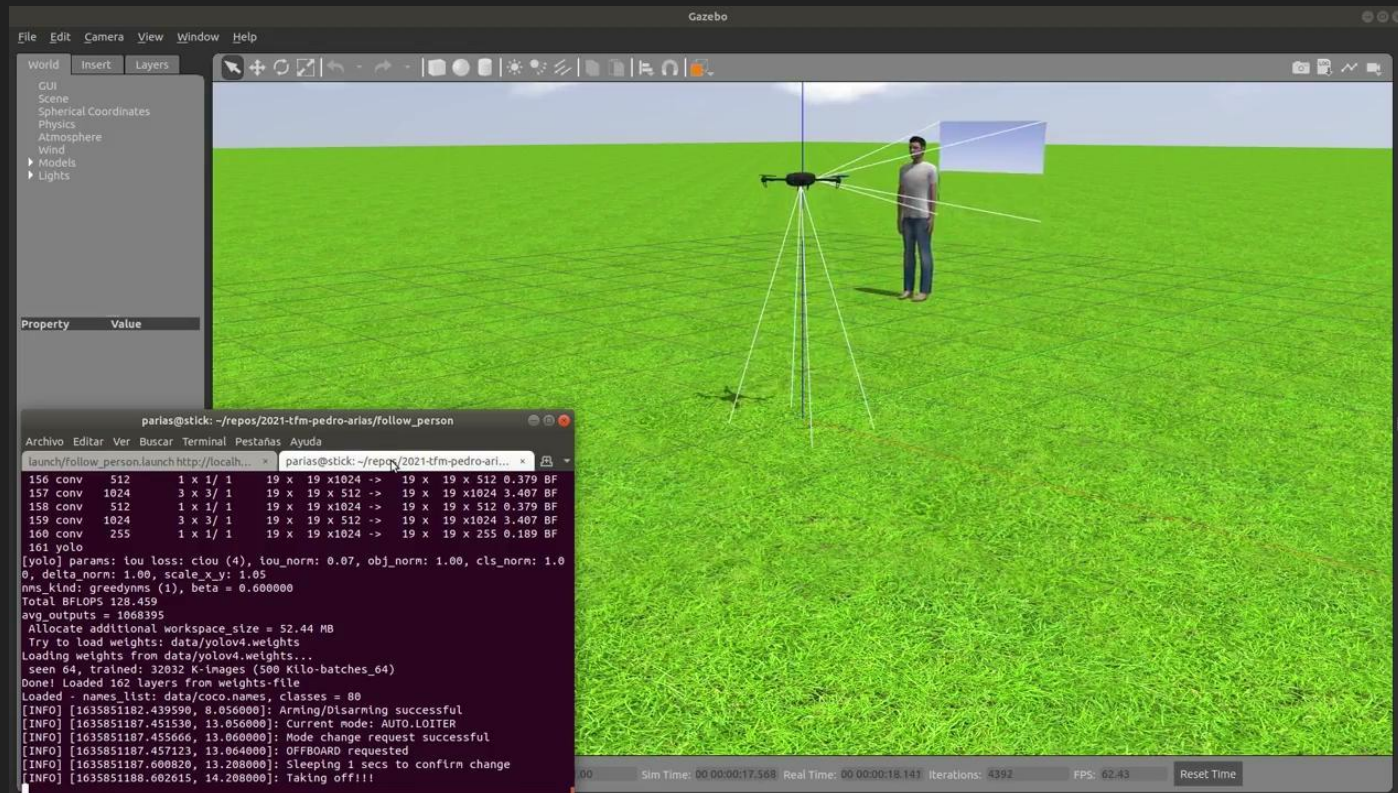 Gazebo
File Edit Camera View Window Help
World Insert Layers
GUI
Scene
Spherical Coordinates
Physics
Atmosphere
Wind
Models
Lights
Property Value
parias@stick: ~/repos/2021-tfm-pedro-arias/follow_person
Archivo Editar Ver Buscar Terminal Pestañas Ayuda
launch/follow_person.launch http://localh... × parias@stick: ~/repos/2021-tfm-pedro-ari... ×
156 conv 512 1 x 1/ 1 19 x 19 x1024 -> 19 x 19 x 512 0.379 BF
157 conv 1024 3 x 3/ 1 19 x 19 x 512 -> 19 x 19 x1024 3.407 BF
158 conv 512 1 x 1/ 1 19 x 19 x1024 -> 19 x 19 x 512 0.379 BF
159 conv 1024 3 x 3/ 1 19 x 19 x 512 -> 19 x 19 x1024 3.407 BF
160 conv 255 1 x 1/ 1 19 x 19 x1024 -> 19 x 19 x 255 0.189 BF
161 yolo
[yolo] params: iou loss: ciou (4), iou_norm: 0.07, obj_norm: 1.00, cls_norm: 1.0
0, delta_norm: 1.00, scale_x_y: 1.05
nms_kind: greedynms (1), beta = 0.600000
Total BFLOPS 128.459
avg_outputs = 1068395
Allocate additional workspace_size = 52.44 MB
Try to load weights: data/yolov4.weights
Loading weights from data/yolov4.weights...
seen 64, trained: 32032 K-images (500 Kilo-batches_64)
Done! Loaded 162 layers from weights-file
Loaded - names_list: data/coco.names, classes = 80
[INFO] [1635851182.439590, 8.056000]: Arming/Disarming successful
[INFO] [1635851187.451530, 13.056000]: Current mode: AUTO.LOITER
[INFO] [1635851187.455666, 13.060000]: Mode change request successful
[INFO] [1635851187.457123, 13.064000]: OFFBOARD requested
[INFO] [1635851187.600820, 13.208000]: Sleeping 1 secs to confirm change
[INFO] [1635851188.602615, 14.208000]: Taking off!!!
.00 Sim Time: 00 00:00:17.568 Real Time: 00 00:00:18.141 Iterations: 4392 FPS: 62.43 Reset Time